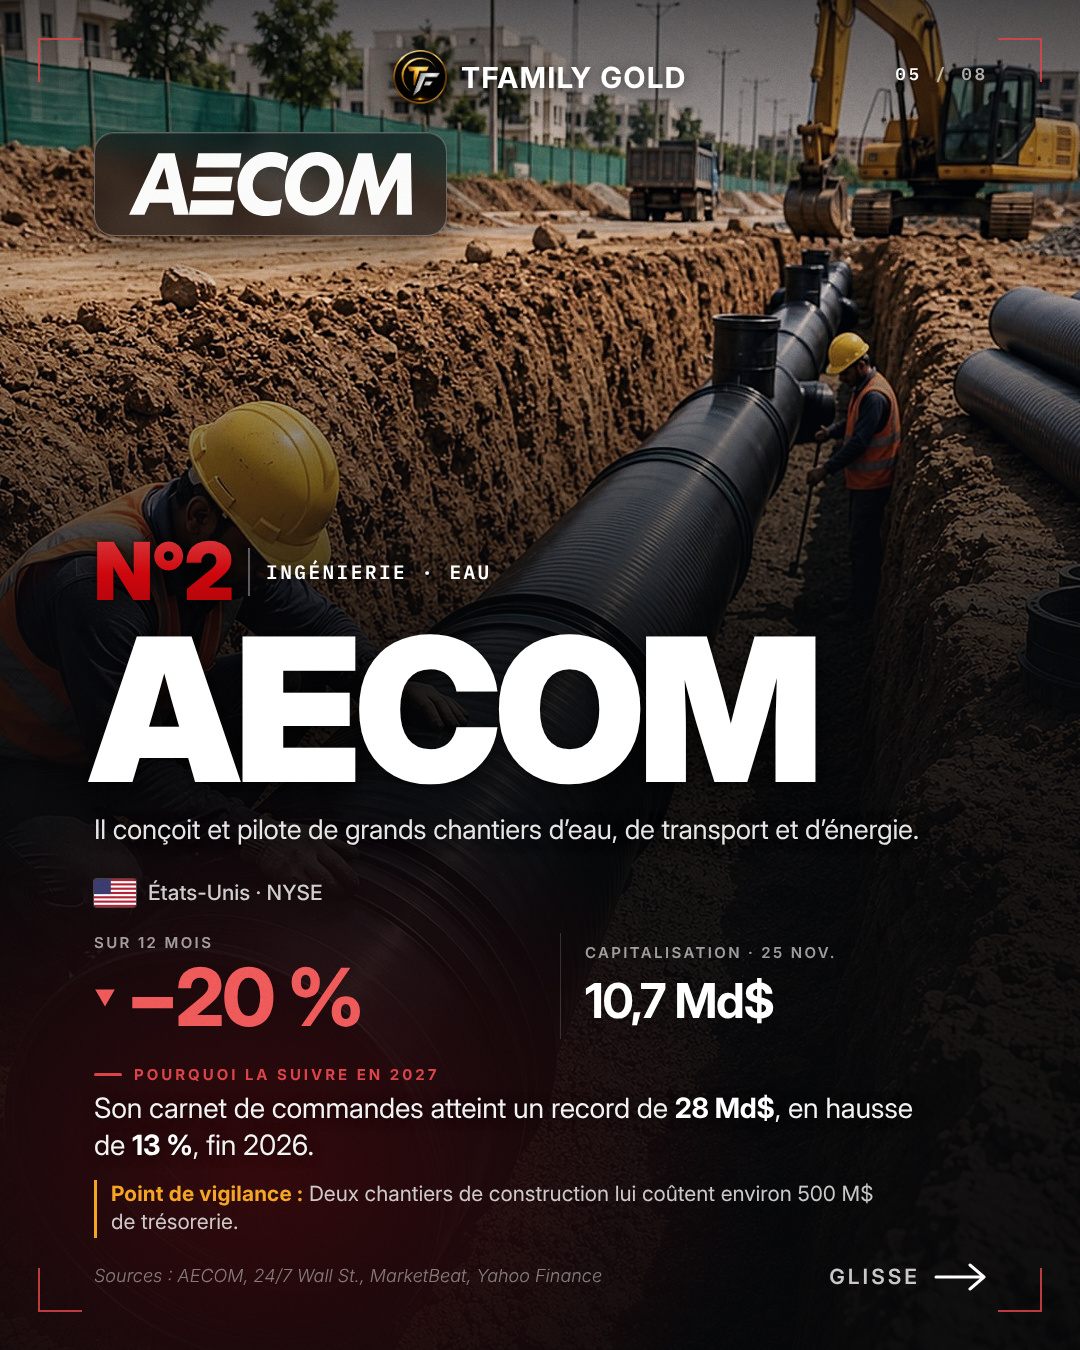 TFAMILY GOLD
05 / 08
AECOM
N°2
INGÉNIERIE · EAU
AECOM
Il conçoit et pilote de grands chantiers d’eau, de transport et d’énergie.
États-Unis · NYSE
SUR 12 MOIS
▼ –20 %
CAPITALISATION · 25 NOV.
10,7 Md$
POURQUOI LA SUIVRE EN 2027
Son carnet de commandes atteint un record de 28 Md$, en hausse
de 13 %, fin 2026.
Point de vigilance : Deux chantiers de construction lui coûtent environ 500 M$
de trésorerie.
Sources : AECOM, 24/7 Wall St., MarketBeat, Yahoo Finance
GLISSE